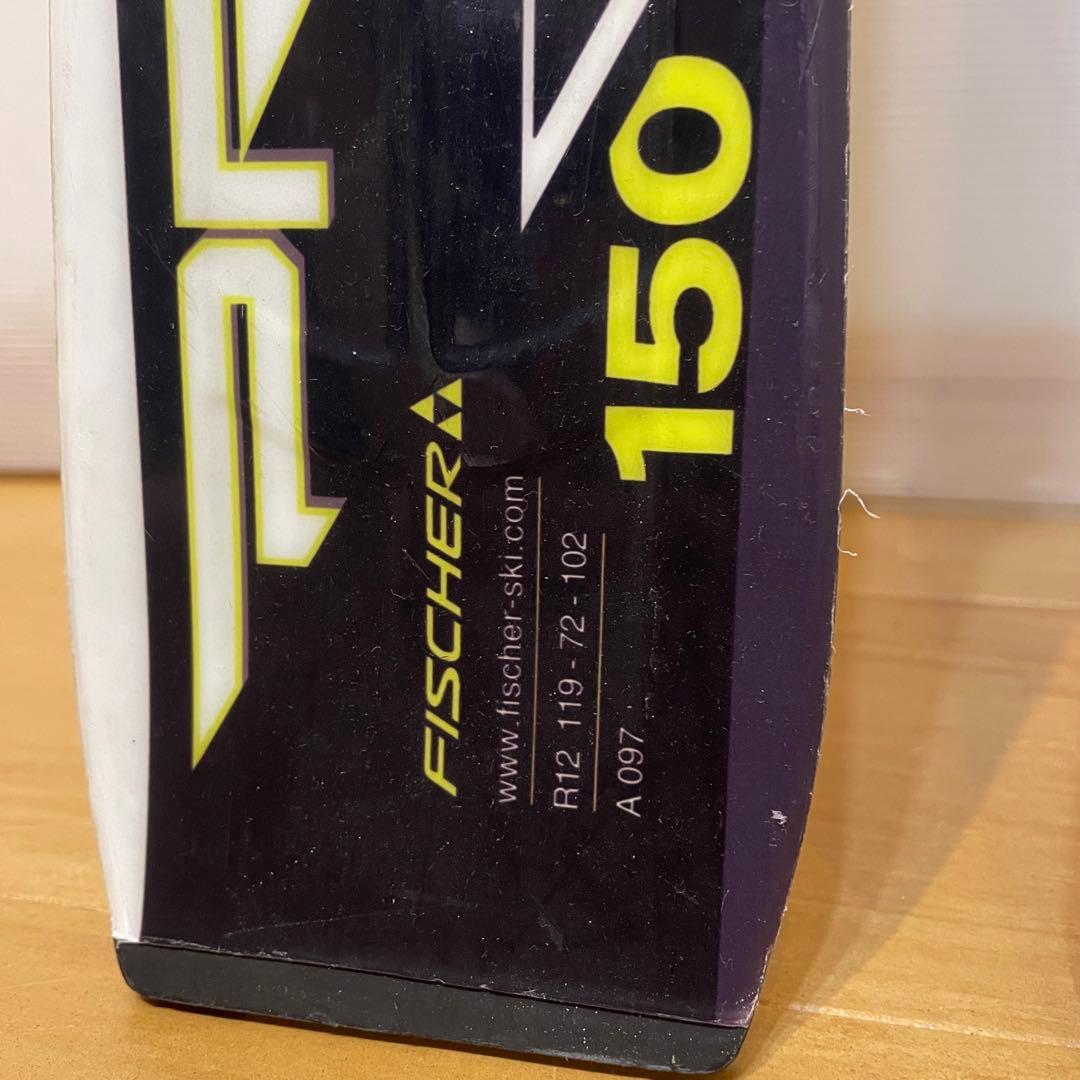 FISCHER
www.fischer-ski.com
R12 119 - 72 - 102
A 097
150